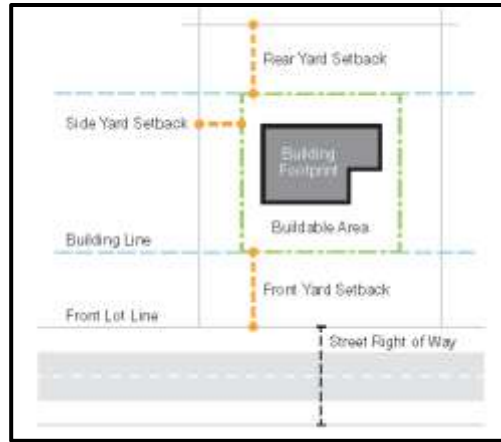 Rear Yard Setback
Side Yard Setback
Building
Footprint
Buildable Area
Building Line
Front Yard Setback
Front Lot Line
Street Right of Way